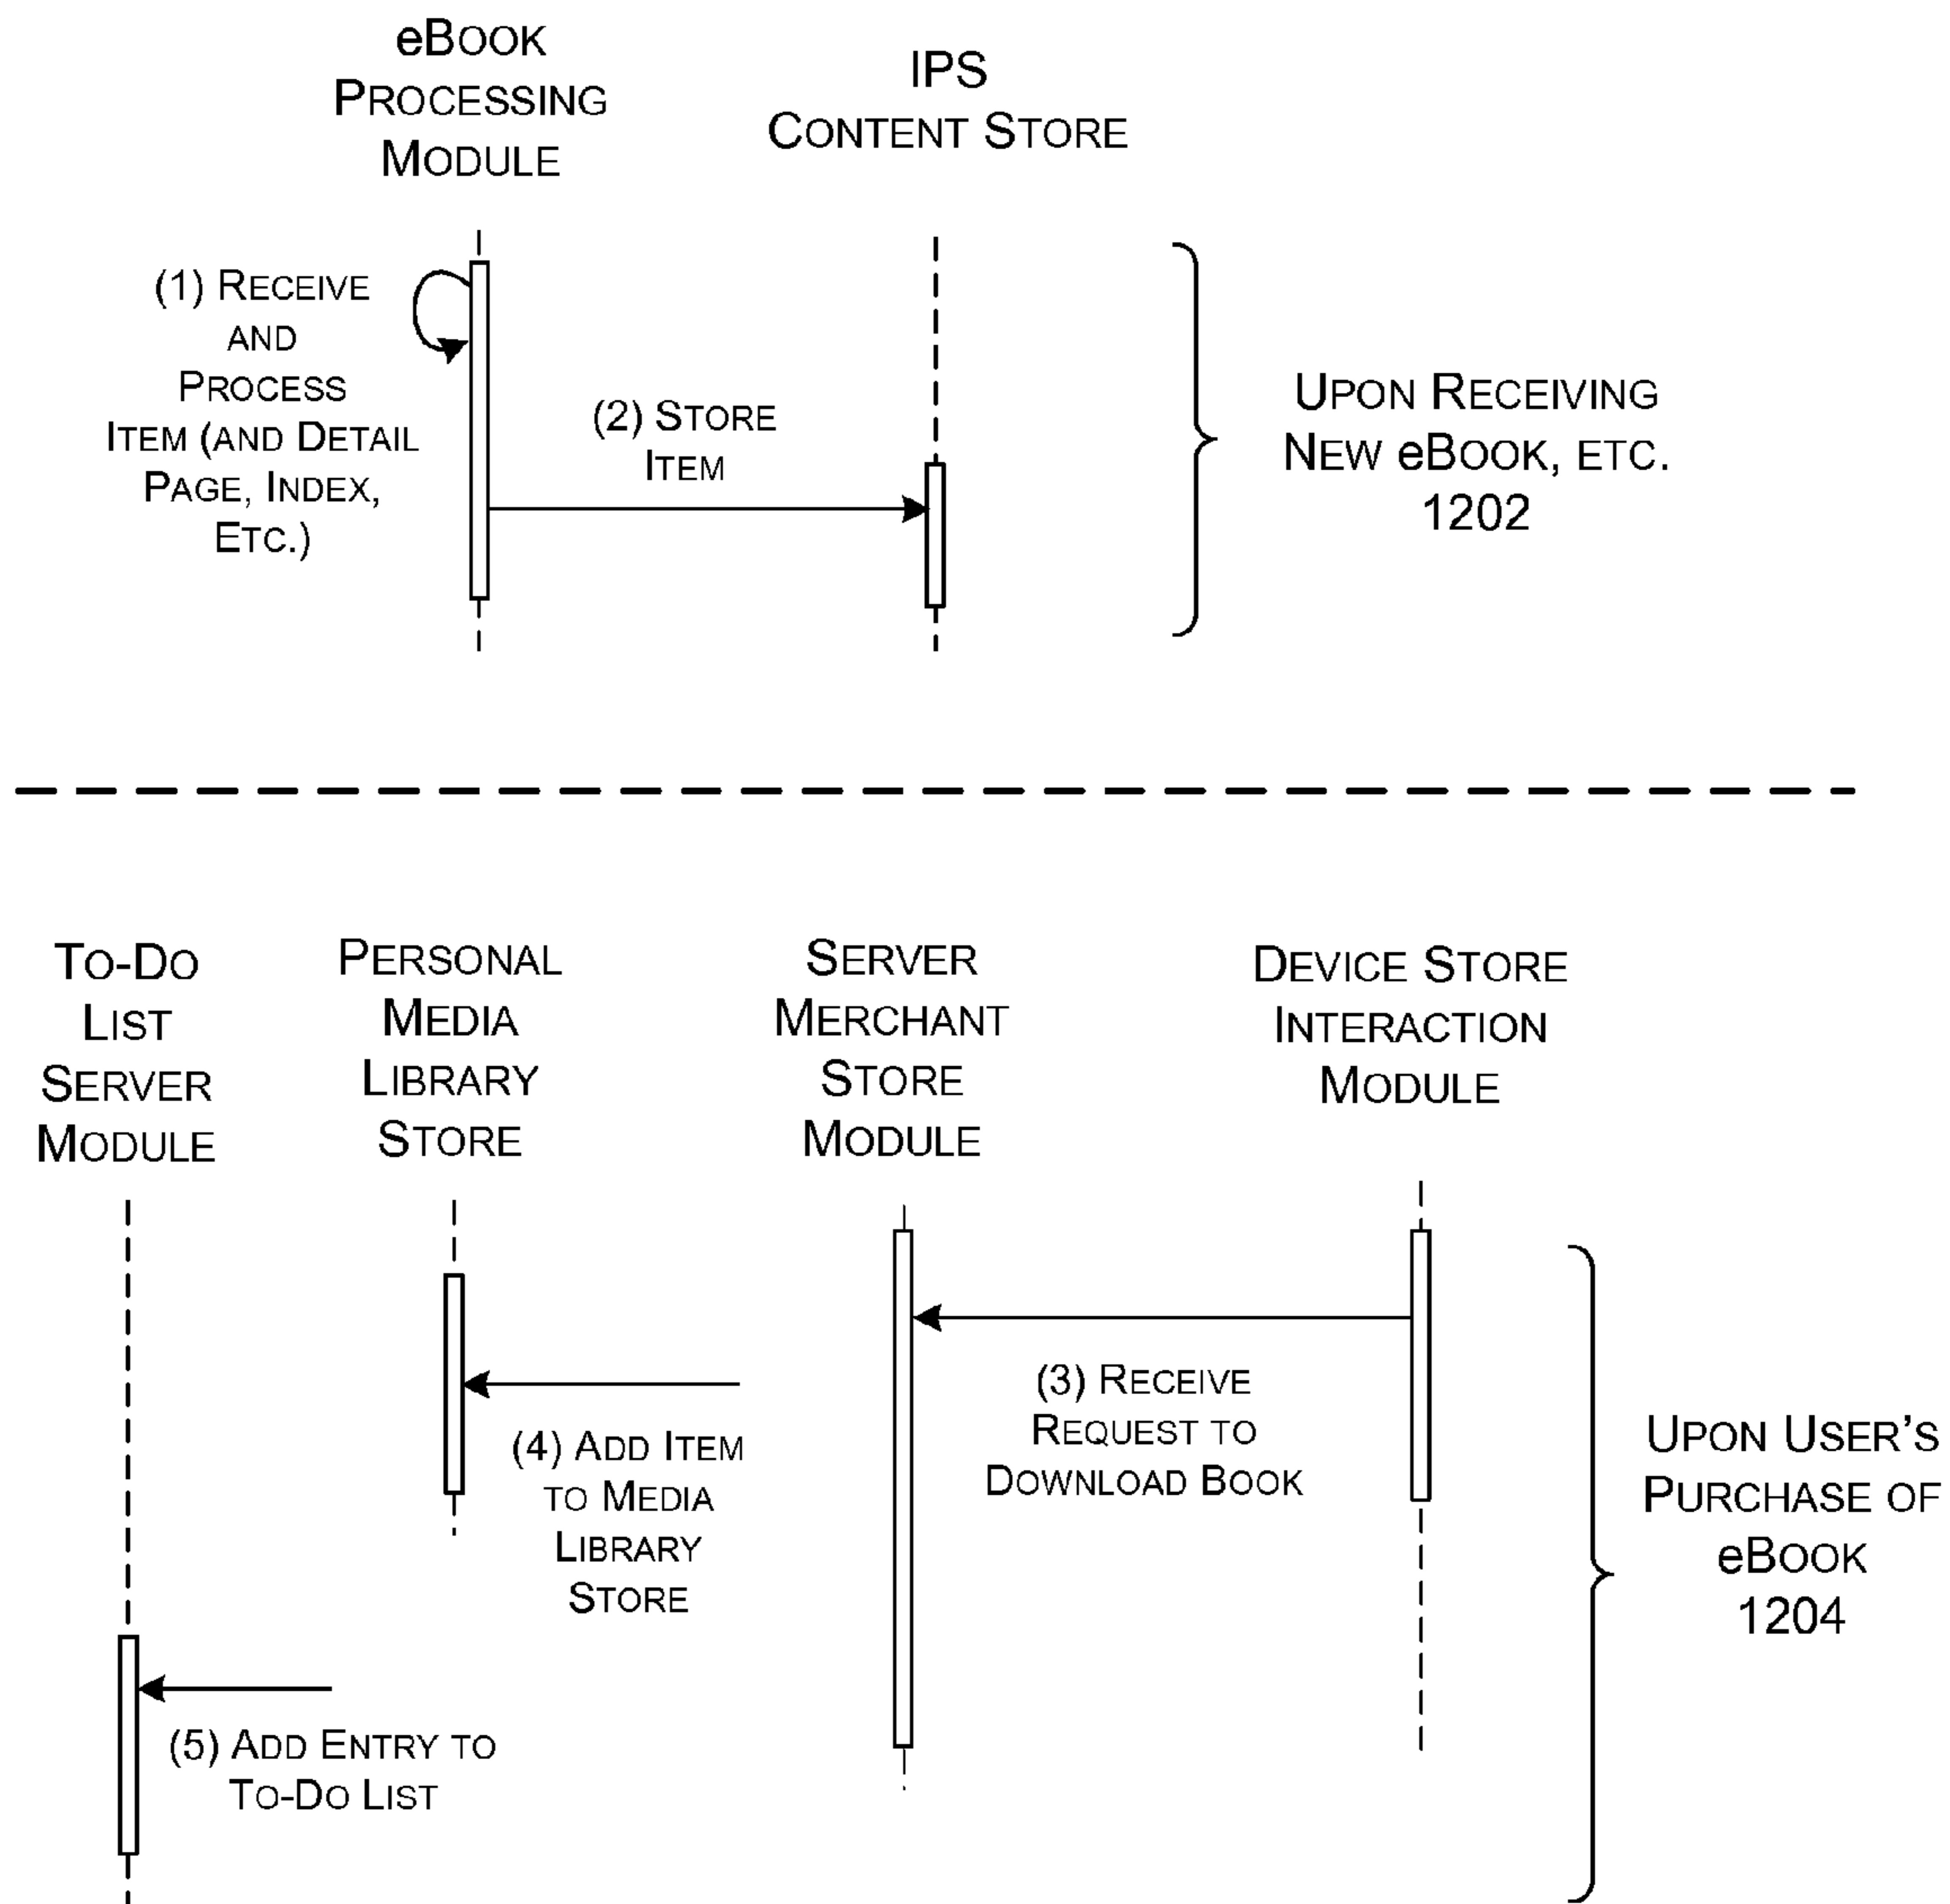 eBook
Processing
Module
IPS
Content Store
(1) Receive
and
Process
Item (and Detail
Page, Index,
Etc.)
(2) Store
Item
Upon Receiving
New eBook, etc.
1202
To-Do
List
Server
Module
Personal
Media
Library
Store
Server
Merchant
Store
Module
Device Store
Interaction
Module
(3) Receive
Request to
Download Book
(4) Add Item
to Media
Library
Store
(5) Add Entry to
To-Do List
Upon User's
Purchase of
eBook
1204